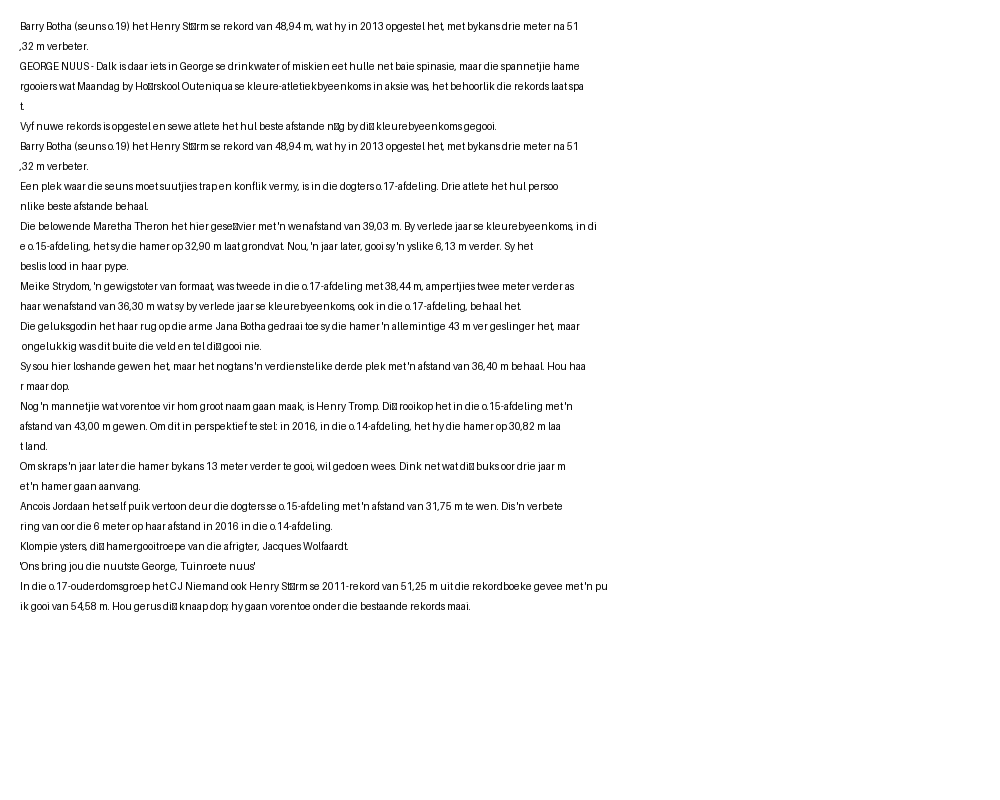 Barry Botha (seuns o.19) het Henry St□rm se rekord van 48,94 m, wat hy in 2013 opgestel het, met bykans drie meter na 51
,32 m verbeter.
GEORGE NUUS - Dalk is daar iets in George se drinkwater of miskien eet hulle net baie spinasie, maar die spannetjie hame
rgooiers wat Maandag by Ho□rskool Outeniqua se kleure-atletiekbyeenkoms in aksie was, het behoorlik die rekords laat spa
t.
Vyf nuwe rekords is opgestel en sewe atlete het hul beste afstande n□g by di□ kleurebyeenkoms gegooi.
Barry Botha (seuns o.19) het Henry St□rm se rekord van 48,94 m, wat hy in 2013 opgestel het, met bykans drie meter na 51
,32 m verbeter.
Een plek waar die seuns moet suutjies trap en konflik vermy, is in die dogters o.17-afdeling. Drie atlete het hul persoo
nlike beste afstande behaal.
Die belowende Maretha Theron het hier gese□vier met 'n wenafstand van 39,03 m. By verlede jaar se kleurebyeenkoms, in di
e o.15-afdeling, het sy die hamer op 32,90 m laat grondvat. Nou, 'n jaar later, gooi sy 'n yslike 6,13 m verder. Sy het
beslis lood in haar pype.
Meike Strydom, 'n gewigstoter van formaat, was tweede in die o.17-afdeling met 38,44 m, ampertjies twee meter verder as
haar wenafstand van 36,30 m wat sy by verlede jaar se kleurebyeenkoms, ook in die o.17-afdeling, behaal het.
Die geluksgodin het haar rug op die arme Jana Botha gedraai toe sy die hamer 'n allemintige 43 m ver geslinger het, maar
ongelukkig was dit buite die veld en tel di□ gooi nie.
Sy sou hier loshande gewen het, maar het nogtans 'n verdienstelike derde plek met 'n afstand van 36,40 m behaal. Hou haa
r maar dop.
Nog 'n mannetjie wat vorentoe vir hom groot naam gaan maak, is Henry Tromp. Di□ rooikop het in die o.15-afdeling met 'n
afstand van 43,00 m gewen. Om dit in perspektief te stel: in 2016, in die o.14-afdeling, het hy die hamer op 30,82 m laa
t land.
Om skraps 'n jaar later die hamer bykans 13 meter verder te gooi, wil gedoen wees. Dink net wat di□ buks oor drie jaar m
et 'n hamer gaan aanvang.
Ancois Jordaan het self puik vertoon deur die dogters se o.15-afdeling met 'n afstand van 31,75 m te wen. Dis 'n verbete
ring van oor die 6 meter op haar afstand in 2016 in die o.14-afdeling.
Klompie ysters, di□ hamergooitroepe van die afrigter, Jacques Wolfaardt.
'Ons bring jou die nuutste George, Tuinroete nuus'
In die o.17-ouderdomsgroep het CJ Niemand ook Henry St□rm se 2011-rekord van 51,25 m uit die rekordboeke gevee met 'n pu
ik gooi van 54,58 m. Hou gerus di□ knaap dop; hy gaan vorentoe onder die bestaande rekords maai.